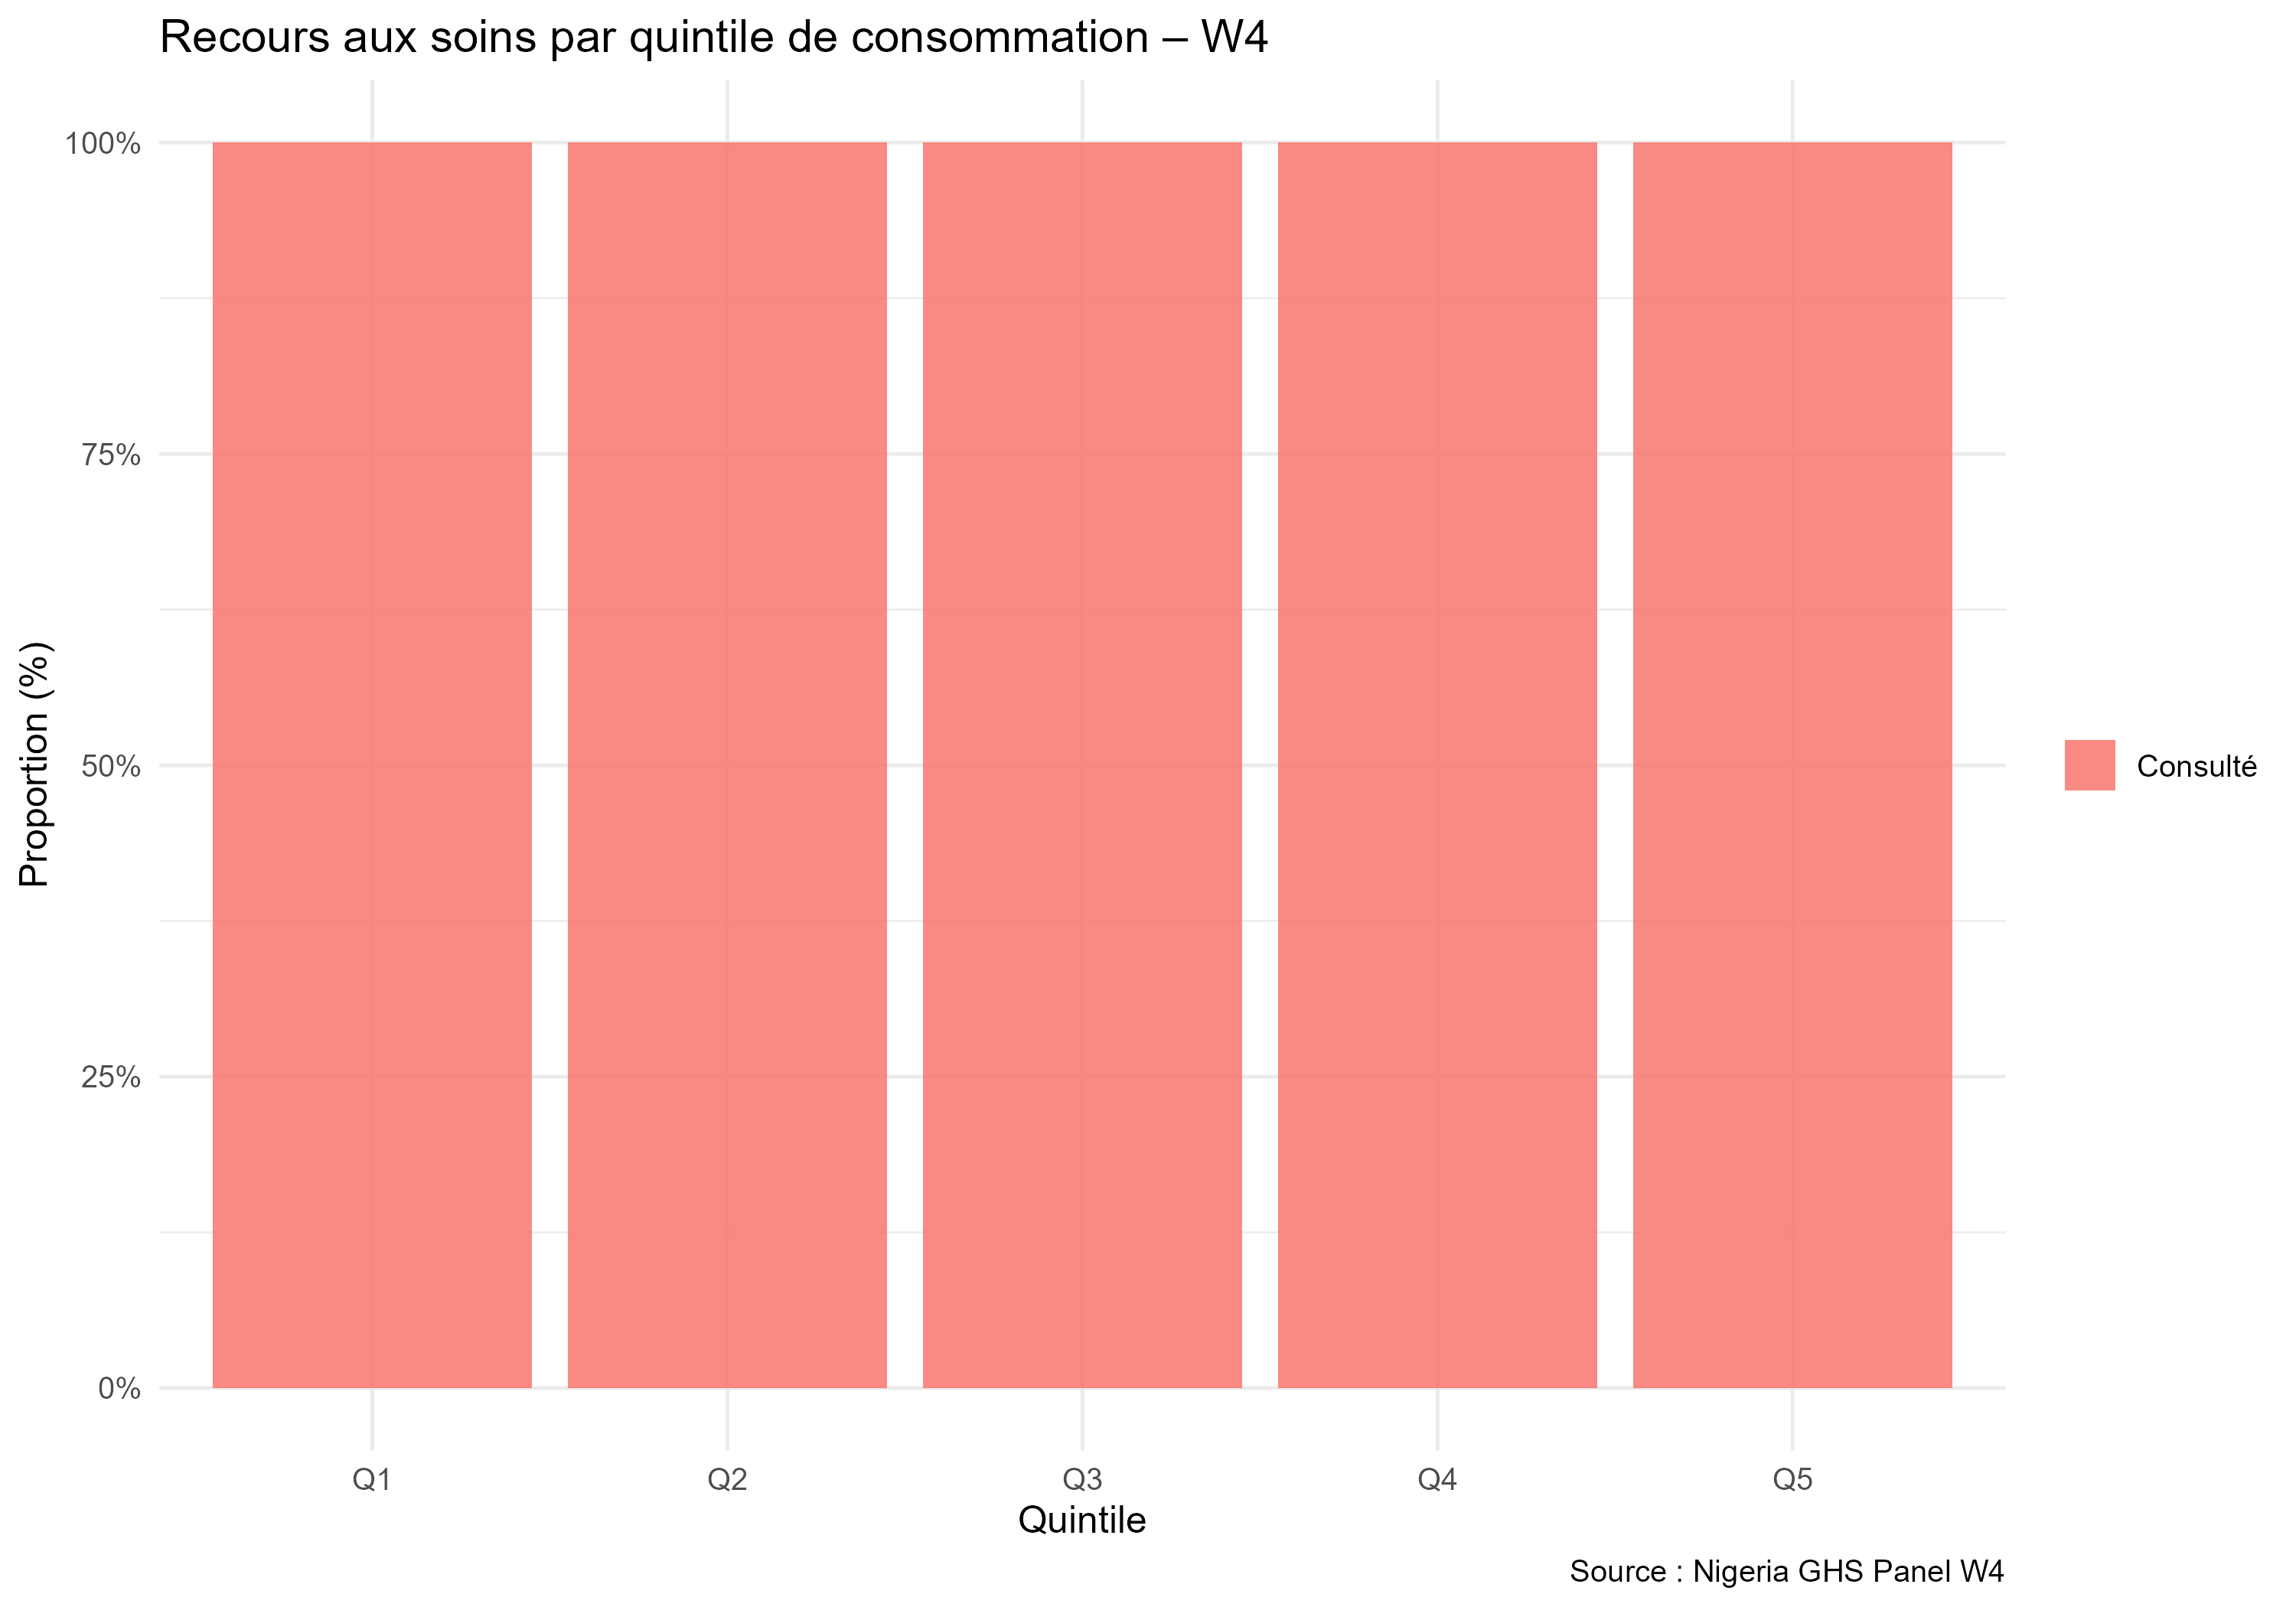 Recours aux soins par quintile de consommation – W4
Proportion (%)
100%
75%
50%
25%
0%
Consulté
Q1 Q2 Q3 Q4 Q5
Quintile
Source : Nigeria GHS Panel W4